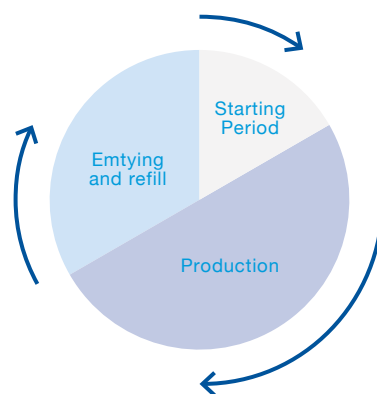 Starting
Period
Emtying
and refill
Production